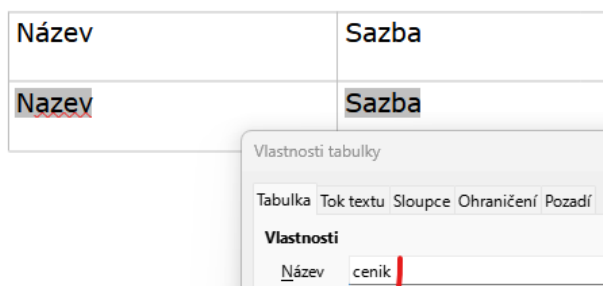 Název Sazba
Nazev Sazba
Vlastnosti tabulky
Tabulka Tok textu Sloupce Ohraničení Pozadí
Vlastnosti
Název cenik